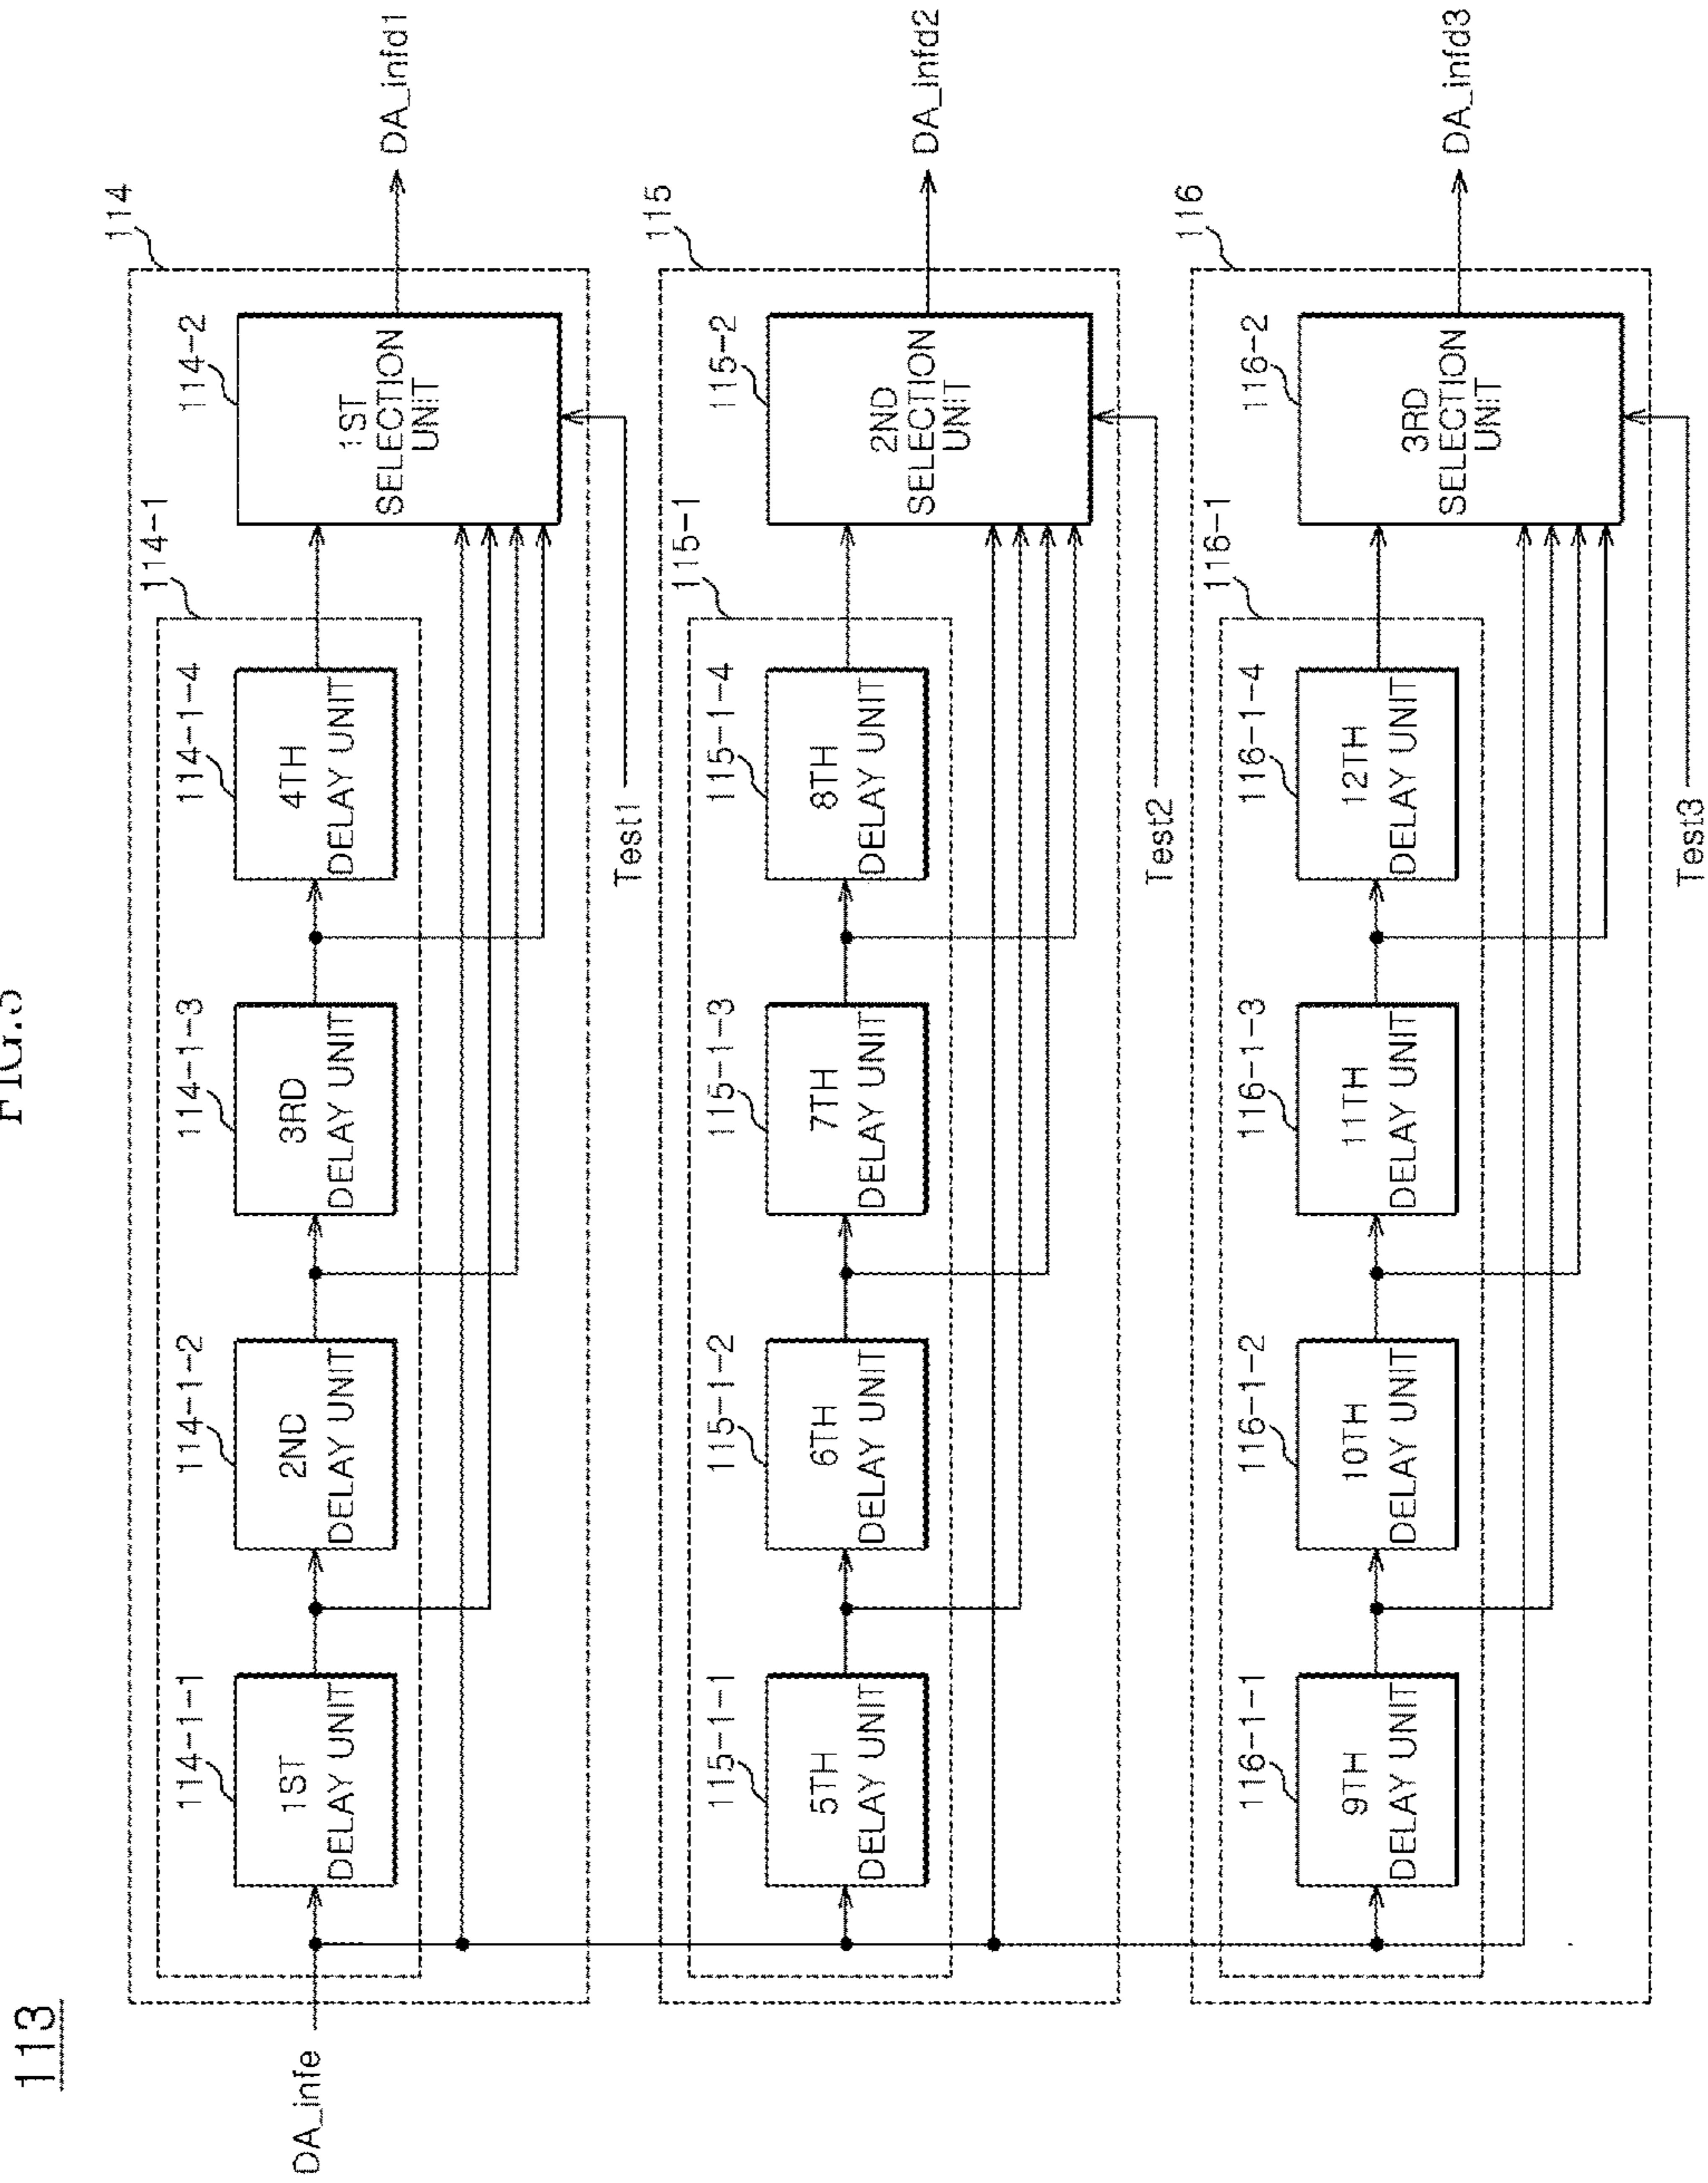 FIG.3
113
DA_infe
114
114-1
114-1-1
1ST
DELAY UNIT
114-1-2
2ND
DELAY UNIT
114-1-3
3RD
DELAY UNIT
114-1-4
4TH
DELAY UNIT
114-2
1ST
SELECTION
UNIT
Test1
DA_infd1
115
115-1
115-1-1
5TH
DELAY UNIT
115-1-2
6TH
DELAY UNIT
115-1-3
7TH
DELAY UNIT
115-1-4
8TH
DELAY UNIT
115-2
2ND
SELECTION
UNIT
Test2
DA_infd2
116
116-1
116-1-1
9TH
DELAY UNIT
116-1-2
10TH
DELAY UNIT
116-1-3
11TH
DELAY UNIT
116-1-4
12TH
DELAY UNIT
116-2
3RD
SELECTION
UNIT
Test3
DA_infd3